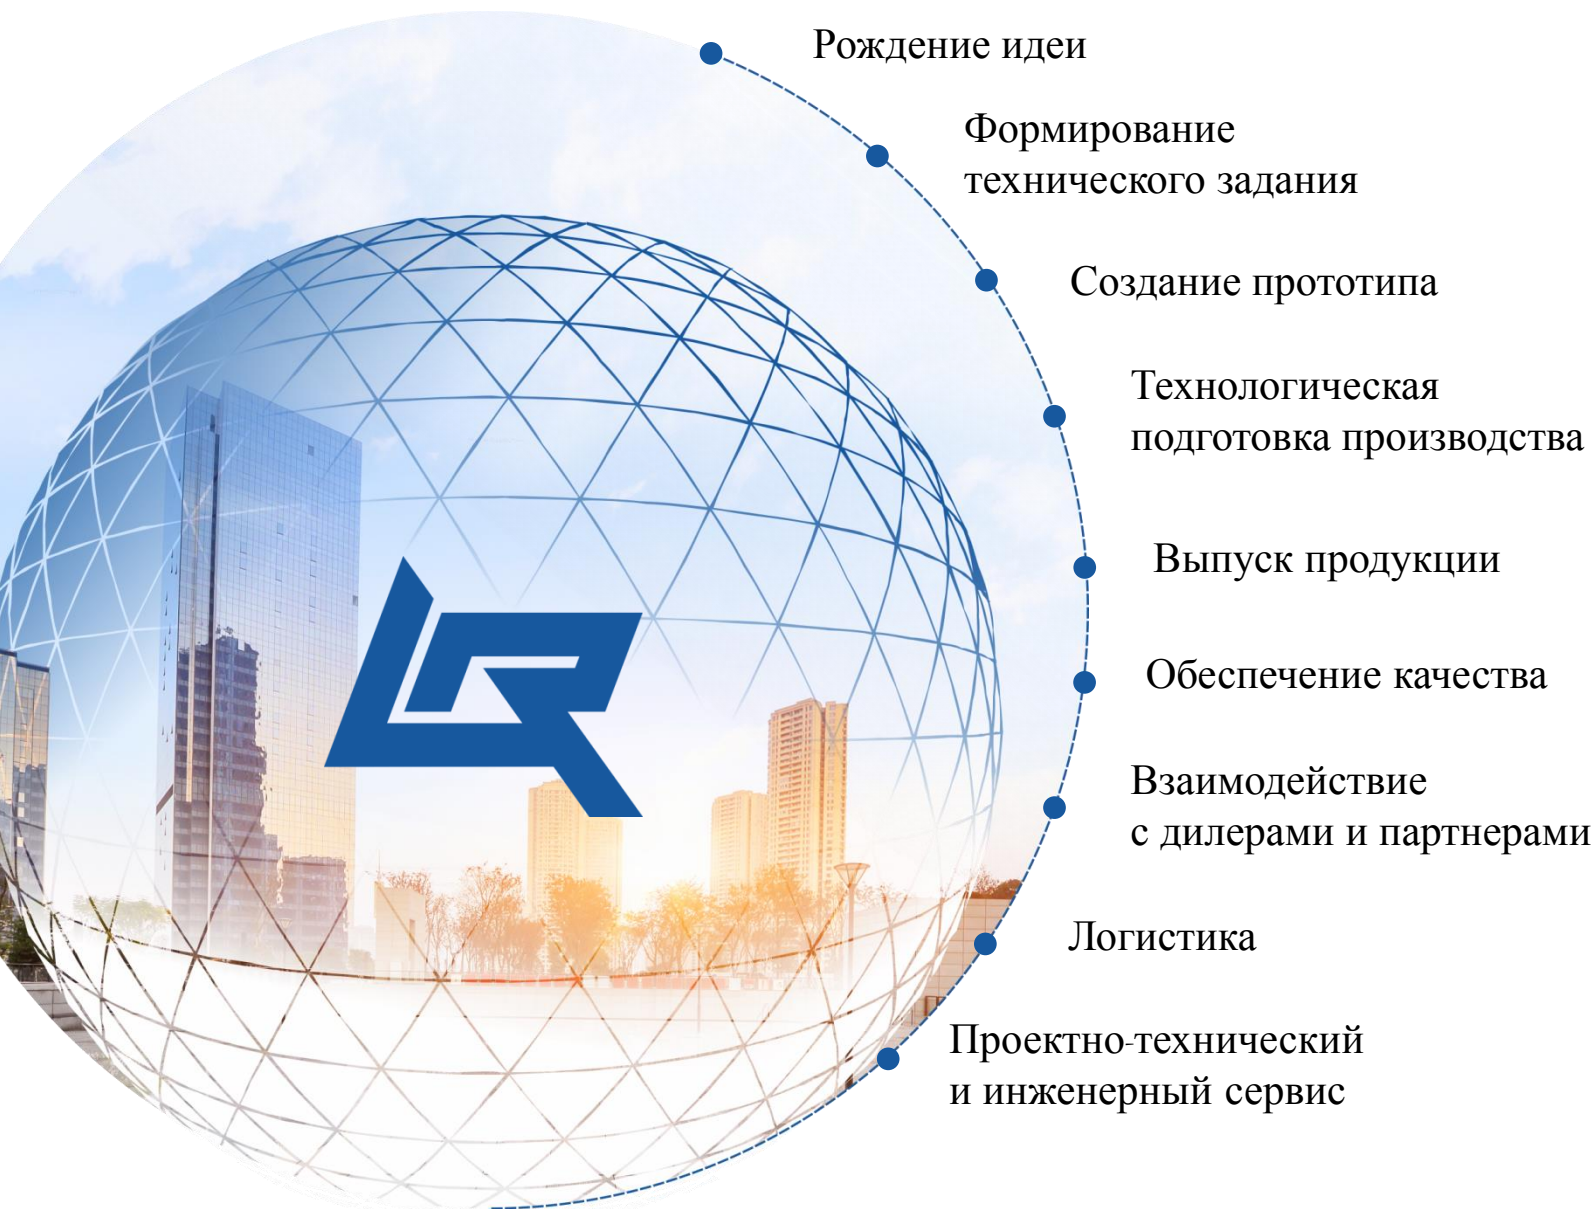 Рождение идеи
Формирование
технического задания
Создание прототипа
Технологическая
подготовка производства
Выпуск продукции
Обеспечение качества
Взаимодействие
с дилерами и партнерами
Логистика
Проектно-технический
и инженерный сервис